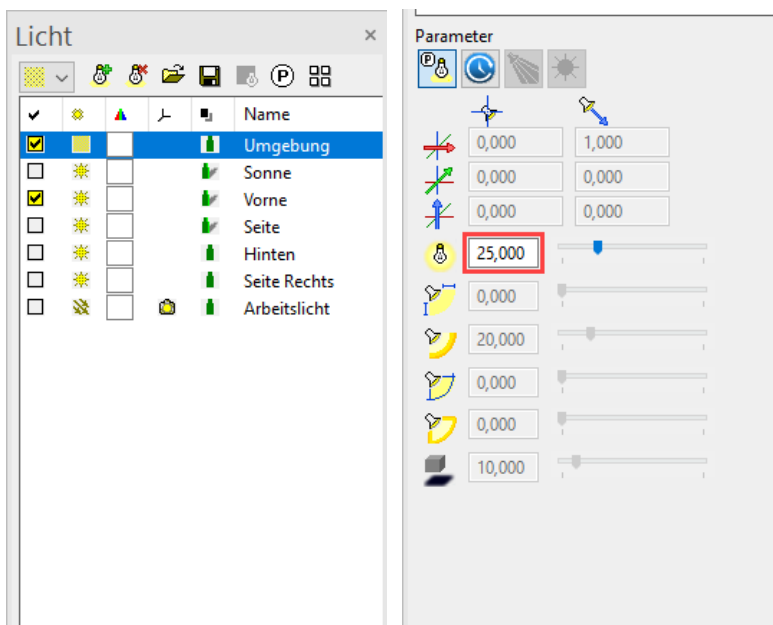 Licht
Name
Umgebung
Sonne
Vorne
Seite
Hinten
Seite Rechts
Arbeitslicht
Parameter
0,000 1,000
0,000 0,000
0,000 0,000
25,000
0,000
20,000
0,000
0,000
10,000